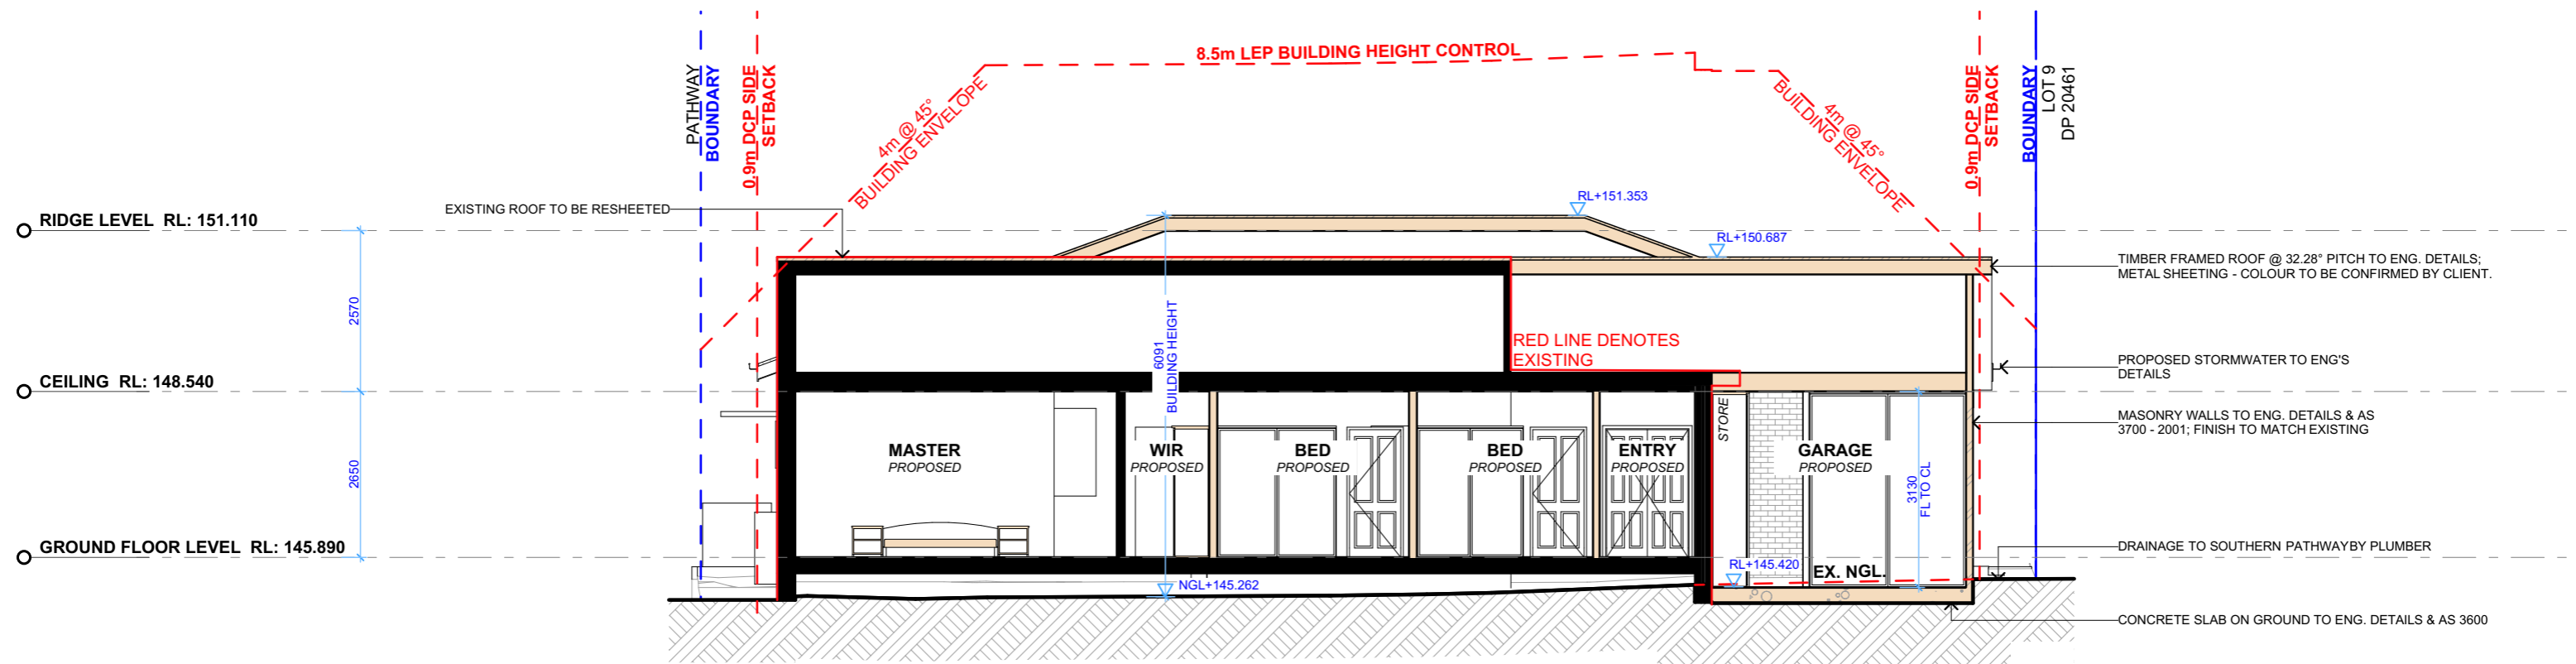 8.5m LEP BUILDING HEIGHT CONTROL
PATHWAY
BOUNDARY
0.9m DCP SIDE
SETBACK
4m @ 45°
BUILDING ENVELOPE
4m @ 45°
BUILDING ENVELOPE
0.9m DCP SIDE
SETBACK
BOUNDARY
LOT 9
DP 20461
RIDGE LEVEL RL: 151.110
EXISTING ROOF TO BE RESHEETED
RL+151.353
RL+150.687
TIMBER FRAMED ROOF @ 32.28° PITCH TO ENG. DETAILS;
METAL SHEETING - COLOUR TO BE CONFIRMED BY CLIENT.
2570
6091
BUILDING HEIGHT
RED LINE DENOTES
EXISTING
PROPOSED STORMWATER TO ENG'S
DETAILS
CEILING RL: 148.540
2650
MASTER
PROPOSED
WIR
PROPOSED
BED
PROPOSED
BED
PROPOSED
ENTRY
PROPOSED
STORE
GARAGE
PROPOSED
3130
FL TO CL
MASONRY WALLS TO ENG. DETAILS & AS
3700 - 2001; FINISH TO MATCH EXISTING
GROUND FLOOR LEVEL RL: 145.890
NGL+145.262
RL+145.420
EX. NGL.
DRAINAGE TO SOUTHERN PATHWAYBY PLUMBER
CONCRETE SLAB ON GROUND TO ENG. DETAILS & AS 3600